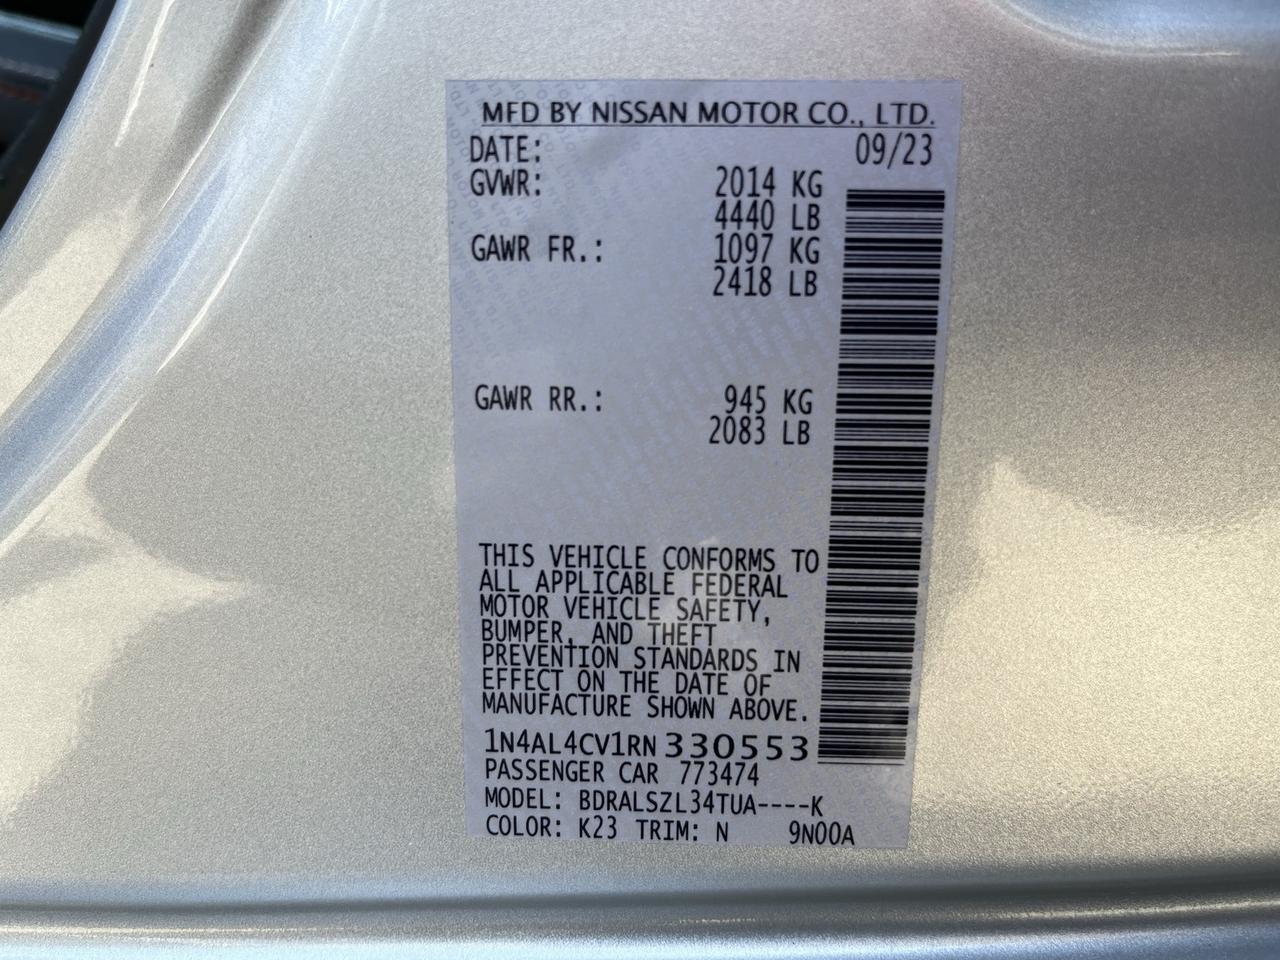 MFD BY NISSAN MOTOR CO., LTD.
DATE: 09/23
GVWR: 2014 KG
4440 LB
GAWR FR.: 1097 KG
2418 LB
GAWR RR.: 945 KG
2083 LB
THIS VEHICLE CONFORMS TO
ALL APPLICABLE FEDERAL
MOTOR VEHICLE SAFETY,
BUMPER, AND THEFT
PREVENTION STANDARDS IN
EFFECT ON THE DATE OF
MANUFACTURE SHOWN ABOVE.
1N4AL4CV1RN330553
PASSENGER CAR 773474
MODEL: BDRALSZL34TUA----K
COLOR: K23 TRIM: N 9N00A